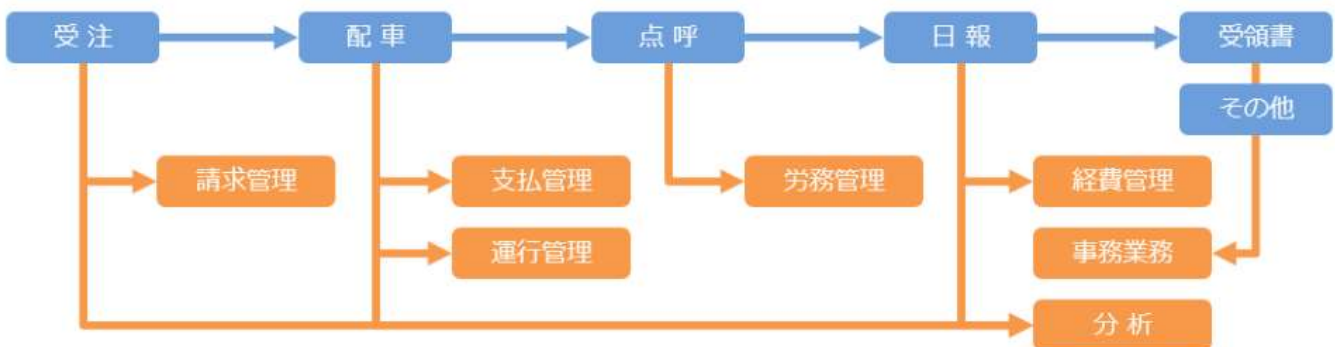 受注
配車
点呼
日報
受領書
その他
請求管理
支払管理
労務管理
経費管理
運行管理
事務業務
分析